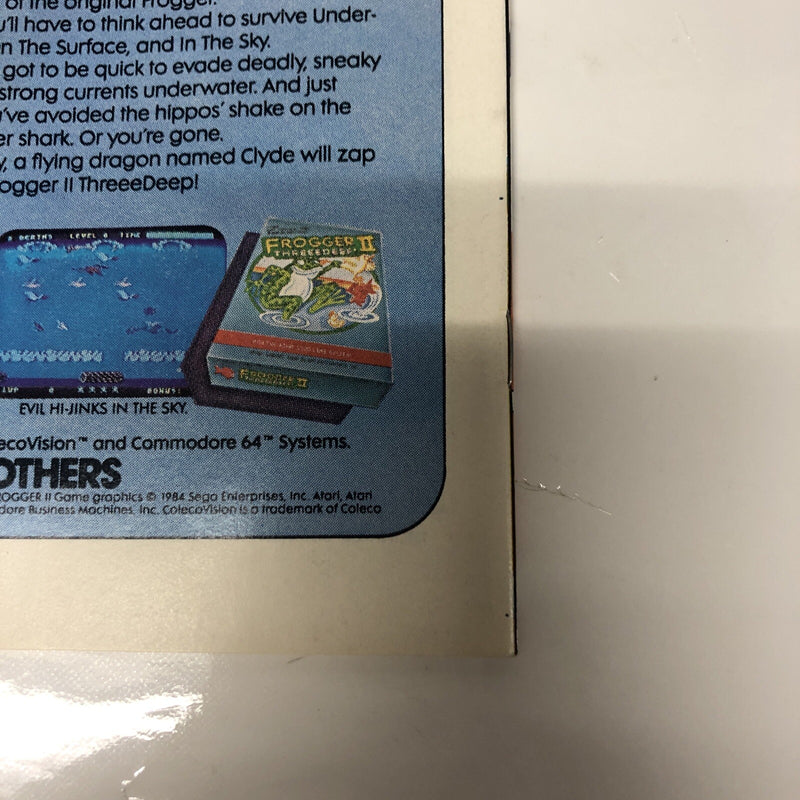 of the original Frogger.
u'll have to think ahead to survive Under-
n The Surface, and In The Sky.
got to be quick to evade deadly, sneaky
strong currents underwater. And just
u've avoided the hippos' shake on the
er shark. Or you're gone.
y, a flying dragon named Clyde will zap
ogger II ThreeeDeep!
LEVEL TIME
FROGGER II
THREEEDEEP!
FROGGER II
BONUS:
EVIL HI-JINKS IN THE SKY.
lecoVision™ and Commodore 64™ Systems.
OTHERS
ROGGER II Game graphics © 1984 Sega Enterprises, Inc. Atari, Atari
dore Business Machines, Inc. ColecoVision is a trademark of Coleco